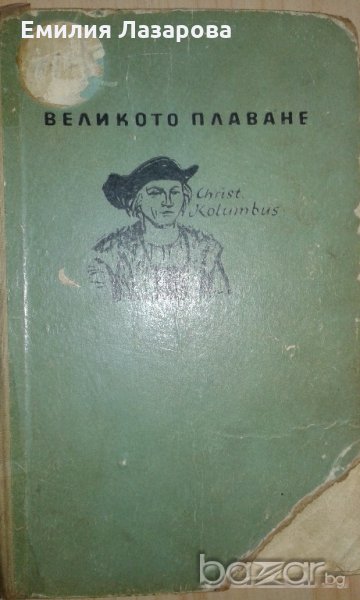 Емилия Лазарова
ВЕЛИКОТО ПЛАВАНЕ
Christ.
Kolumbus
bazar.bg